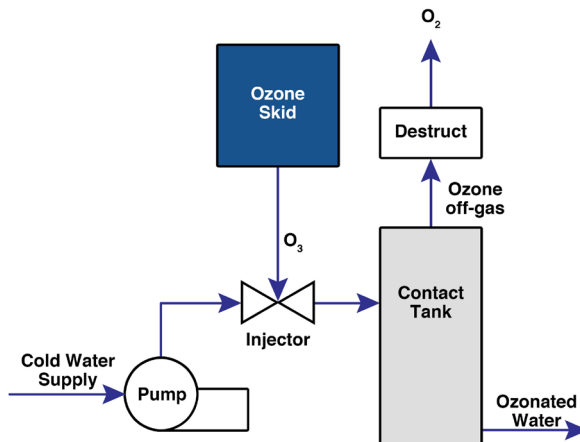 O2
Ozone
Skid
Destruct
Ozone
off-gas
O3
Contact
Tank
Injector
Cold Water
Supply
Pump
Ozonated
Water